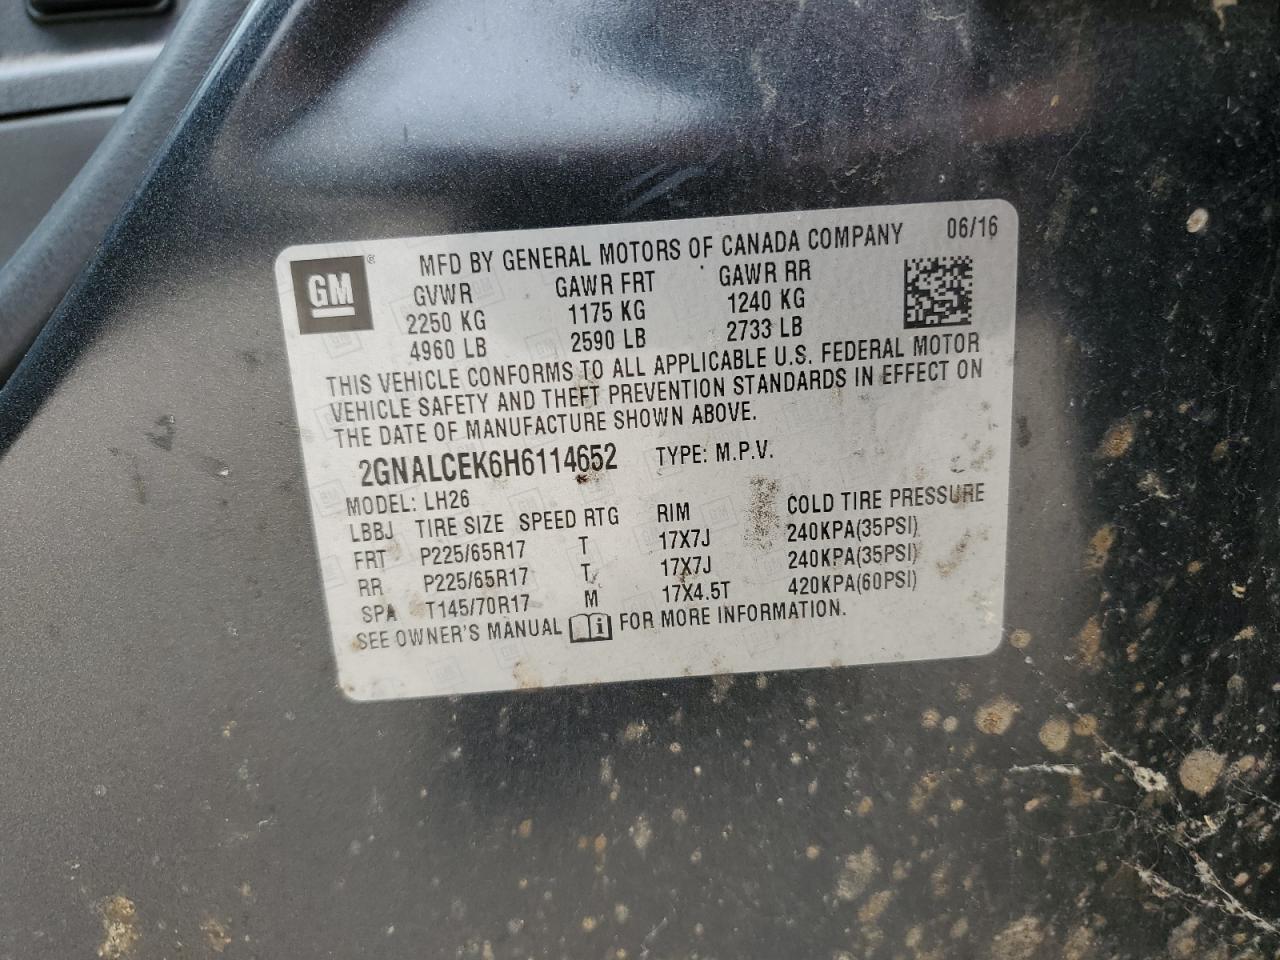 MFD BY GENERAL MOTORS OF CANADA COMPANY 06/16
GM®
GVWR GAWR FRT GAWR RR
2250 KG 1175 KG 1240 KG
4960 LB 2590 LB 2733 LB
THIS VEHICLE CONFORMS TO ALL APPLICABLE U.S. FEDERAL MOTOR
VEHICLE SAFETY AND THEFT PREVENTION STANDARDS IN EFFECT ON
THE DATE OF MANUFACTURE SHOWN ABOVE.
2GNALCEK6H6114652 TYPE: M.P.V.
MODEL: LH26
LBBJ TIRE SIZE SPEED RTG RIM COLD TIRE PRESSURE
FRT P225/65R17 T 17X7J 240KPA(35PSI)
RR P225/65R17 T 17X7J 240KPA(35PSI)
SPA T145/70R17 M 17X4.5T 420KPA(60PSI)
SEE OWNER'S MANUAL i FOR MORE INFORMATION.